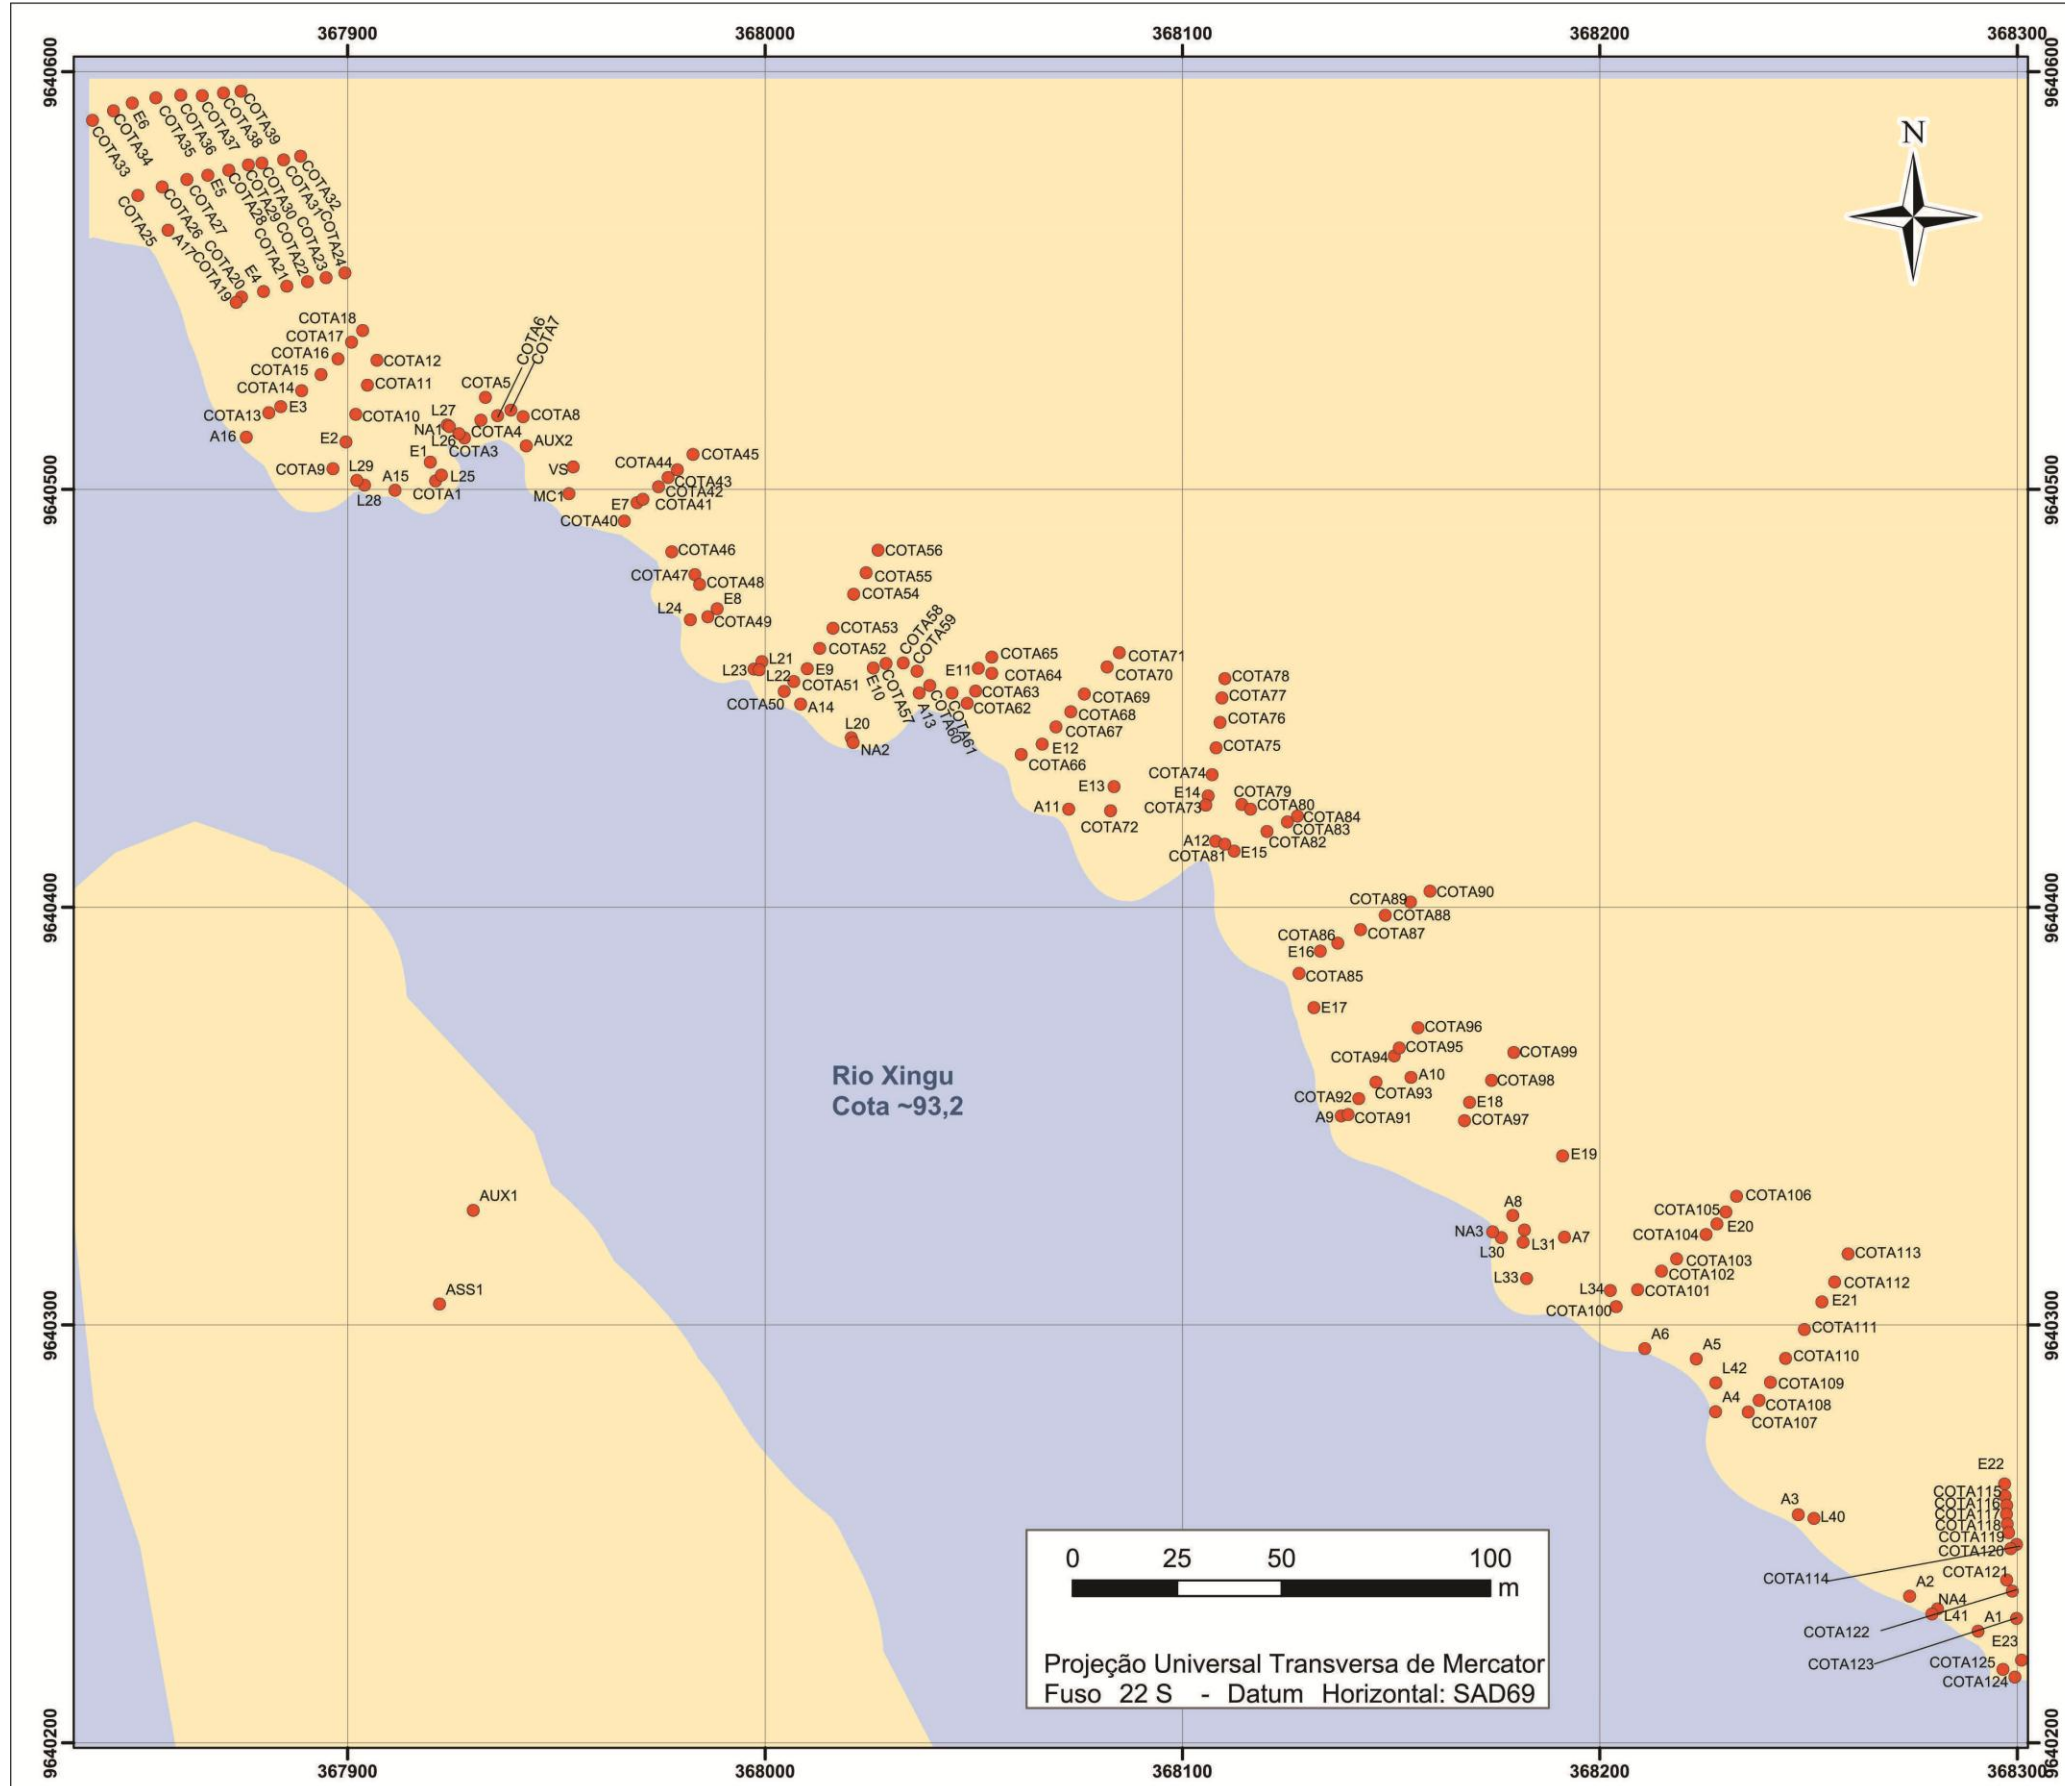 367900
368000
368100
368200
368300
9640600
9640600
N
COTA39
COTA38
COTA37
COTA36
COTA35
E6
COTA34
COTA33
COTA32
COTA31
COTA30
COTA29
COTA28
E5
COTA27
COTA26
COTA25
A17
COTA24
COTA23
COTA22
COTA21
E4
COTA20
COTA19
COTA18
COTA17
COTA16
COTA12
COTA15
COTA14
COTA11
COTA13
E3
COTA10
A16
E2
COTA9
L29
L28
A15
COTA6
COTA7
COTA5
COTA8
L27
NA1
COTA4
L26
COTA3
AUX2
E1
L25
COTA1
VS
MC1
COTA45
COTA44
COTA43
COTA42
COTA41
E7
COTA40
9640500
9640500
COTA46
COTA47
COTA48
E8
L24
COTA49
COTA56
COTA55
COTA54
COTA53
COTA52
COTA58
COTA59
L21
L23
L22
E9
COTA51
COTA50
A14
E10
COTA57
A13
COTA60
COTA61
L20
NA2
COTA65
E11
COTA64
COTA63
COTA62
COTA71
COTA70
COTA69
COTA68
COTA67
E12
COTA66
COTA78
COTA77
COTA76
COTA75
COTA74
E13
E14
COTA73
A11
COTA72
COTA79
COTA80
COTA84
COTA83
COTA82
A12
COTA81
E15
9640400
9640400
COTA90
COTA89
COTA88
COTA87
COTA86
E16
COTA85
E17
COTA96
COTA95
COTA94
COTA99
A10
COTA98
COTA93
COTA92
E18
A9
COTA91
COTA97
Rio Xingu
Cota ~93,2
E19
AUX1
ASS1
A8
NA3
L30
L31
A7
L33
L34
COTA100
COTA106
COTA105
E20
COTA104
COTA103
COTA102
COTA101
COTA113
COTA112
E21
COTA111
9640300
9640300
A6
A5
COTA110
L42
COTA109
A4
COTA108
COTA107
E22
COTA115
COTA116
COTA117
COTA118
COTA119
COTA120
A3
L40
COTA114
COTA121
A2
NA4
L41
A1
COTA122
E23
COTA123
COTA125
COTA124
0 25 50 100
m
Projeção Universal Transversa de Mercator
Fuso 22 S - Datum Horizontal: SAD69
9640200
9640200
367900
368000
368100
368200
368300